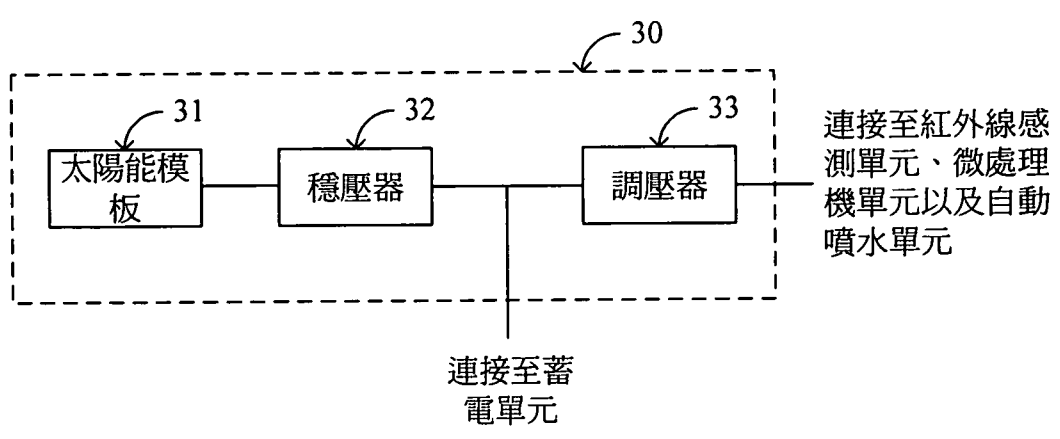 30
31
32
33
太陽能模
板
穩壓器
調壓器
連接至紅外線感
測單元、微處理
機單元以及自動
噴水單元
連接至蓄
電單元